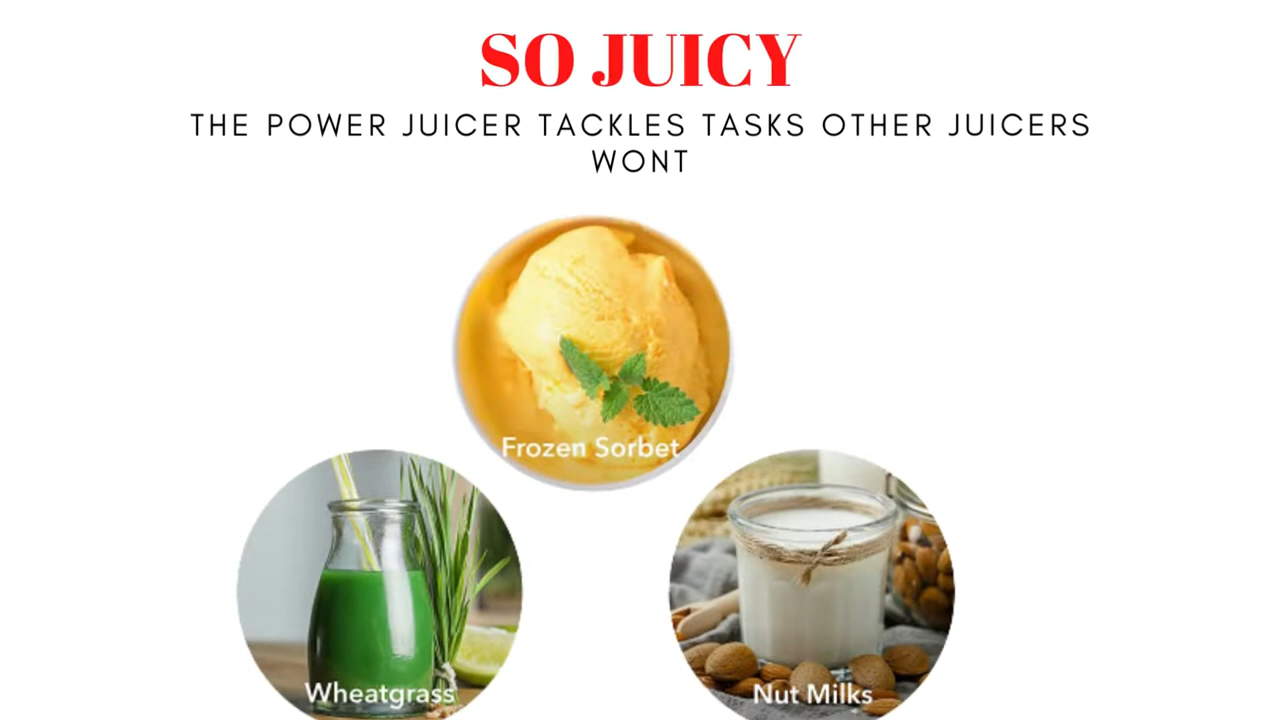 SO JUICY
THE POWER JUICER TACKLES TASKS OTHER JUICERS
WONT
Frozen Sorbet
Wheatgrass
Nut Milks